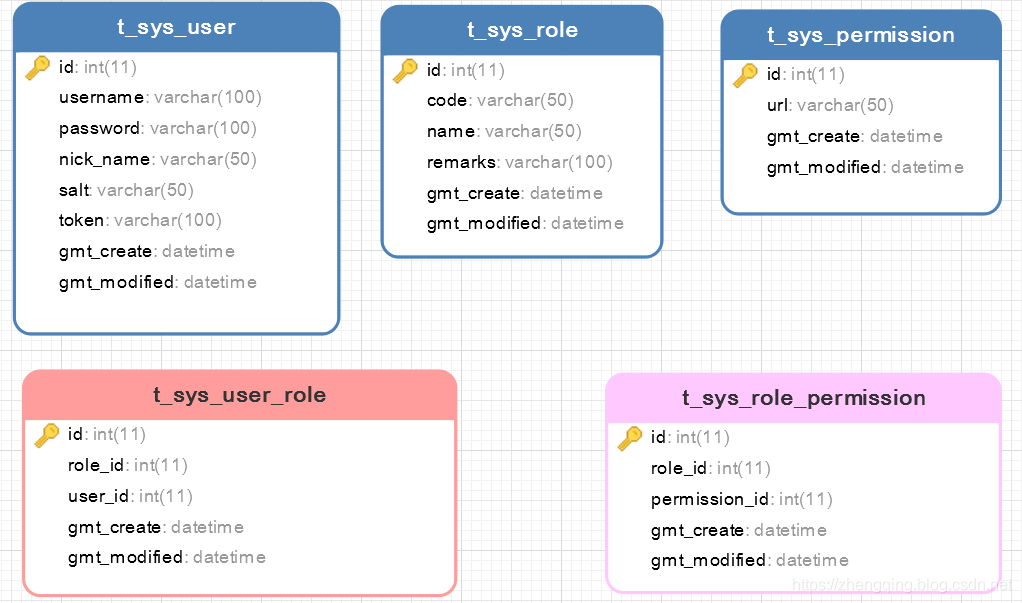 t_sys_user
id: int(11)
username: varchar(100)
password: varchar(100)
nick_name: varchar(50)
salt: varchar(50)
token: varchar(100)
gmt_create: datetime
gmt_modified: datetime
t_sys_role
id: int(11)
code: varchar(50)
name: varchar(50)
remarks: varchar(100)
gmt_create: datetime
gmt_modified: datetime
t_sys_permission
id: int(11)
url: varchar(50)
gmt_create: datetime
gmt_modified: datetime
t_sys_user_role
id: int(11)
role_id: int(11)
user_id: int(11)
gmt_create: datetime
gmt_modified: datetime
t_sys_role_permission
id: int(11)
role_id: int(11)
permission_id: int(11)
gmt_create: datetime
gmt_modified: datetime
https://zhengqing.blog.csdn.net